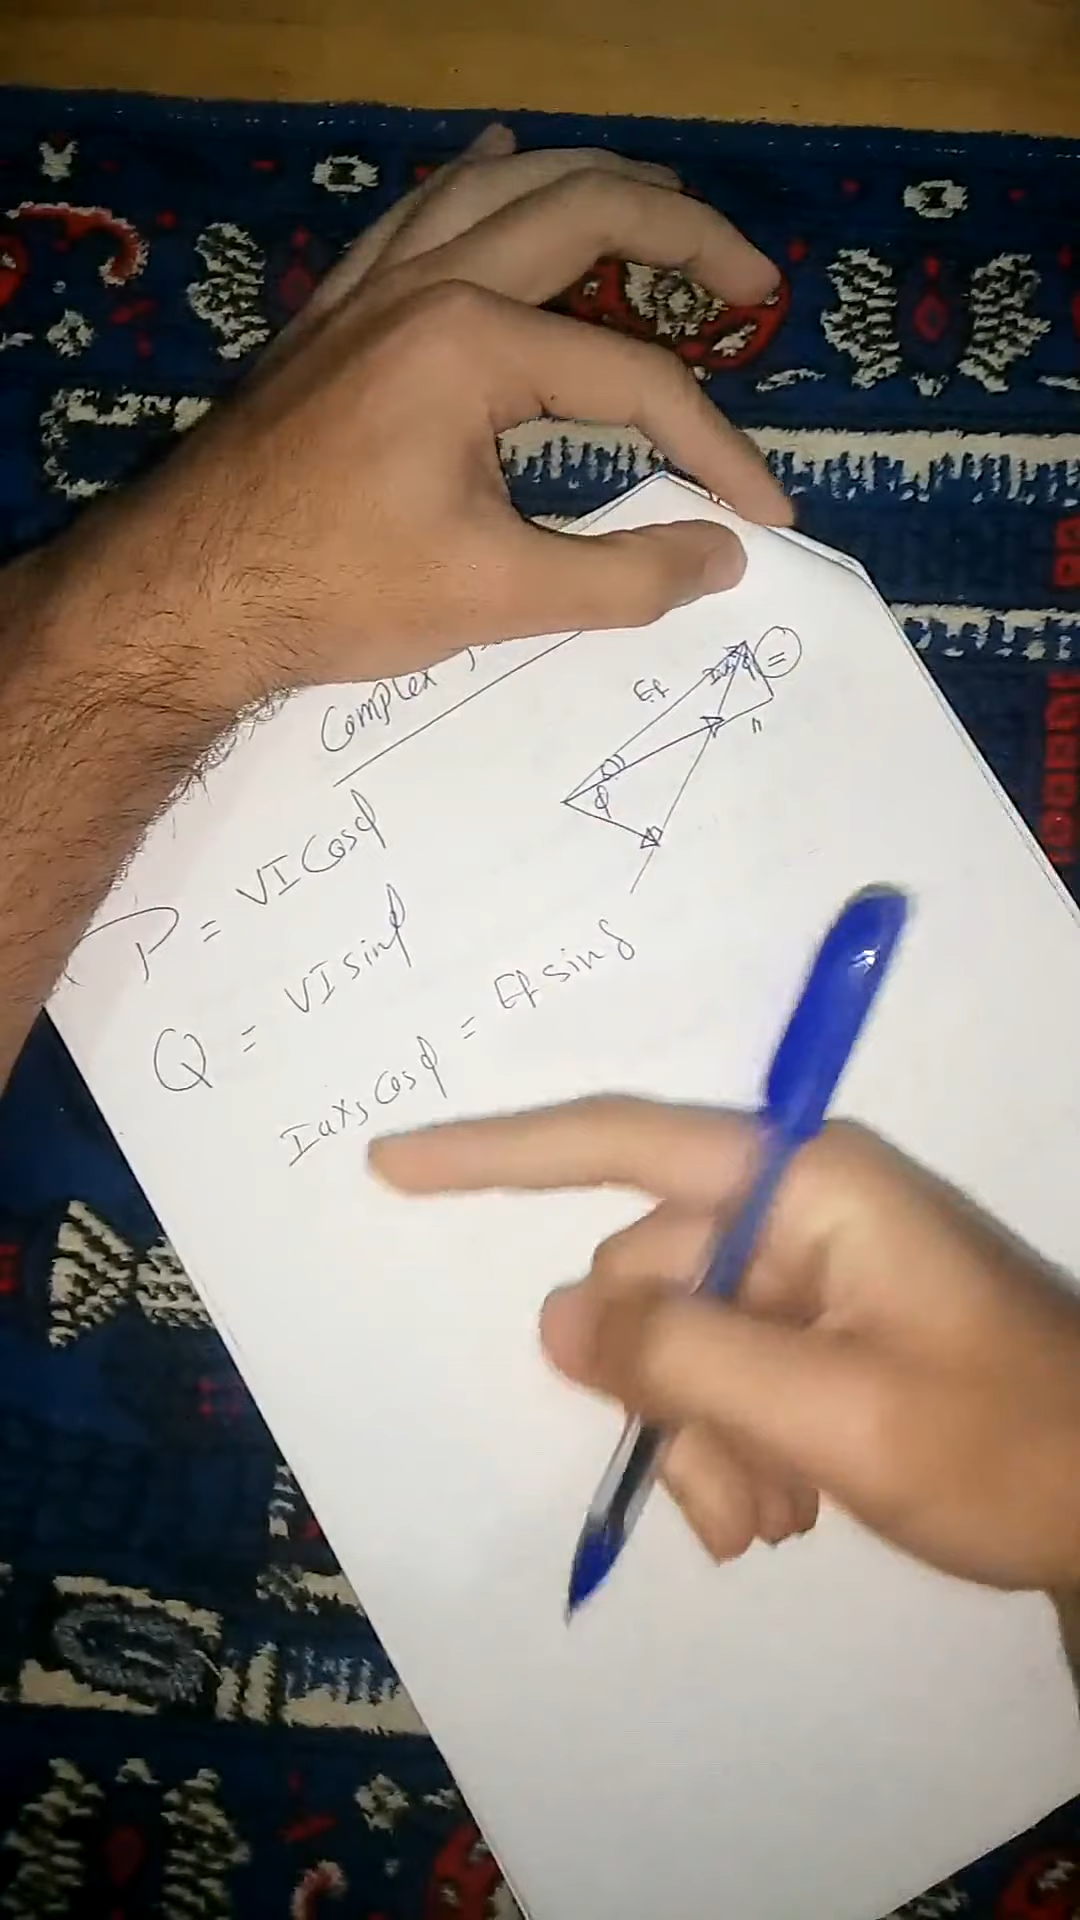 Complex
P = VI Cosφ
Q = VI sinφ
IaXs Cosφ = Ef sinδ
Ef
φ
=